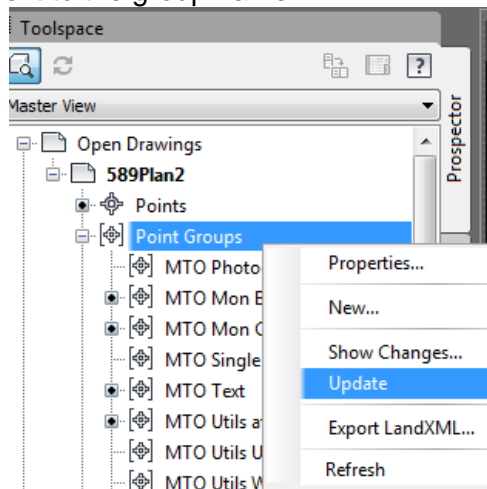 Toolspace
Master View
Prospector
Open Drawings
589Plan2
Points
Point Groups
MTO Photo
MTO Mon
MTO Mon
MTO Single
MTO Text
MTO Utils
MTO Utils
MTO Utils
Properties...
New...
Show Changes...
Update
Export LandXML...
Refresh